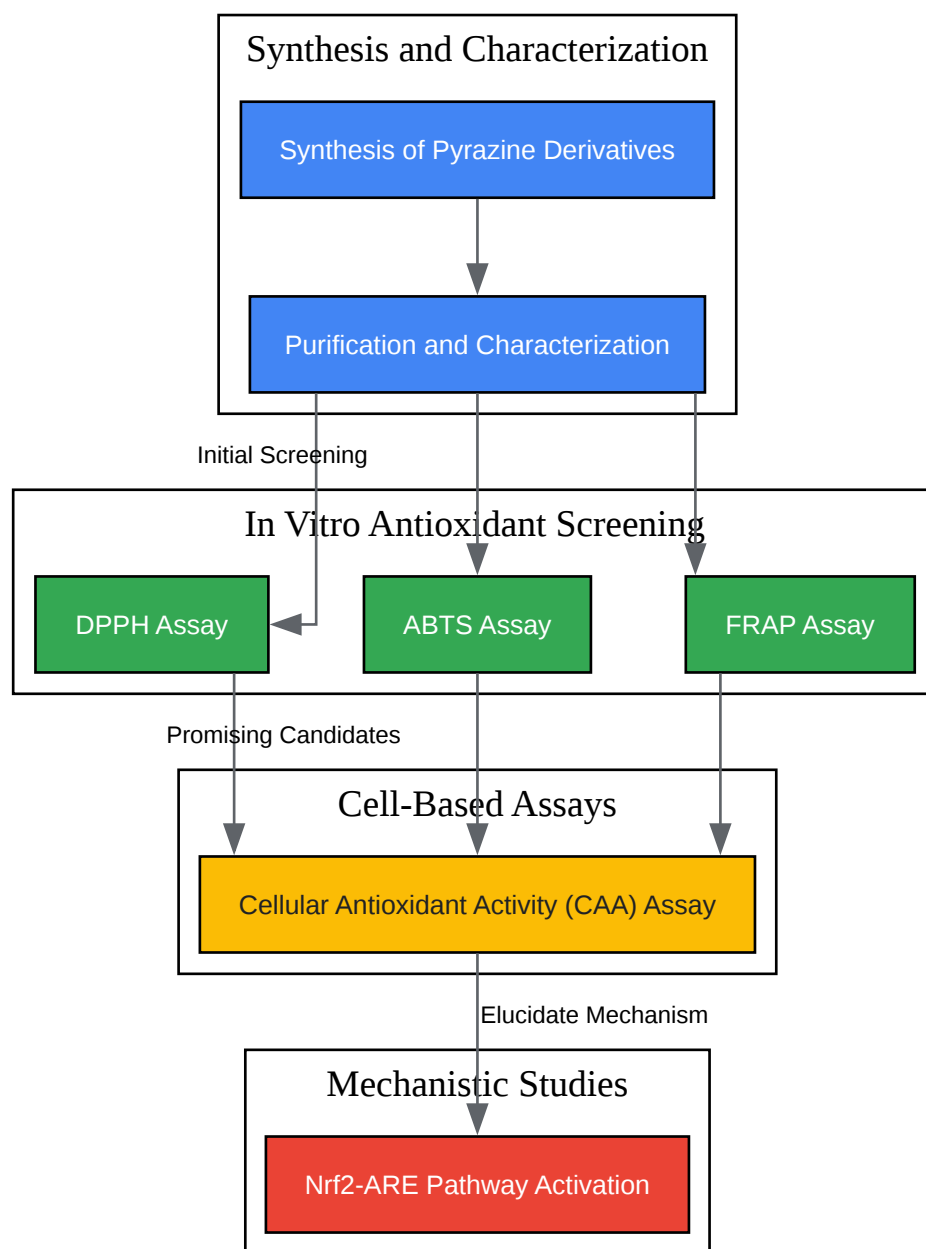 Synthesis and Characterization
Synthesis of Pyrazine Derivatives
Purification and Characterization
Initial Screening
In Vitro Antioxidant Screening
DPPH Assay
ABTS Assay
FRAP Assay
Promising Candidates
Cell-Based Assays
Cellular Antioxidant Activity (CAA) Assay
Elucidate Mechanism
Mechanistic Studies
Nrf2-ARE Pathway Activation